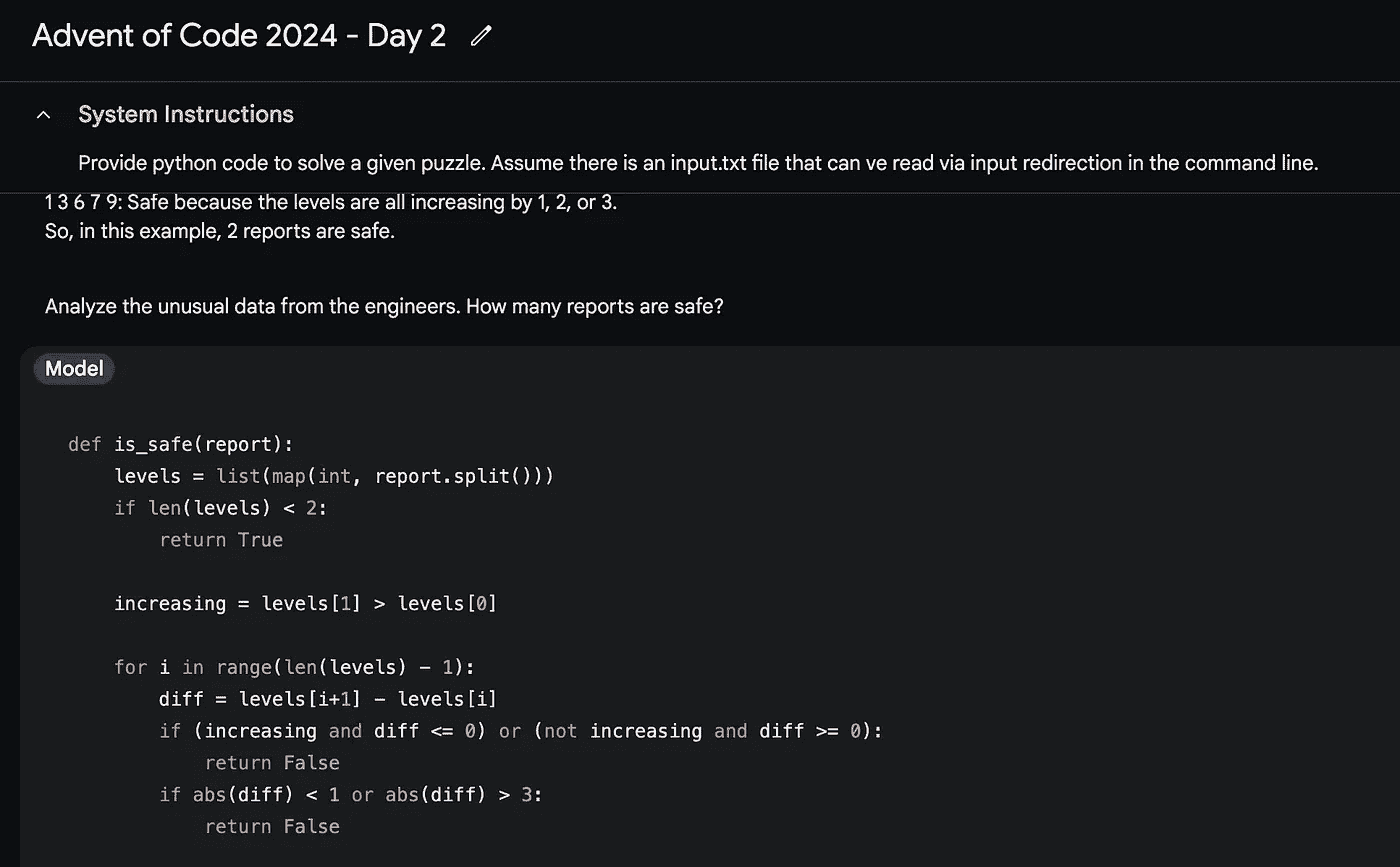 Advent of Code 2024 - Day 2
System Instructions
Provide python code to solve a given puzzle. Assume there is an input.txt file that can ve read via input redirection in the command line.
1 3 6 7 9: Safe because the levels are all increasing by 1, 2, or 3.
So, in this example, 2 reports are safe.
Analyze the unusual data from the engineers. How many reports are safe?
Model
def is_safe(report):
    levels = list(map(int, report.split()))
    if len(levels) < 2:
        return True
    increasing = levels[1] > levels[0]
    for i in range(len(levels) - 1):
        diff = levels[i+1] - levels[i]
        if (increasing and diff <= 0) or (not increasing and diff >= 0):
            return False
        if abs(diff) < 1 or abs(diff) > 3:
            return False